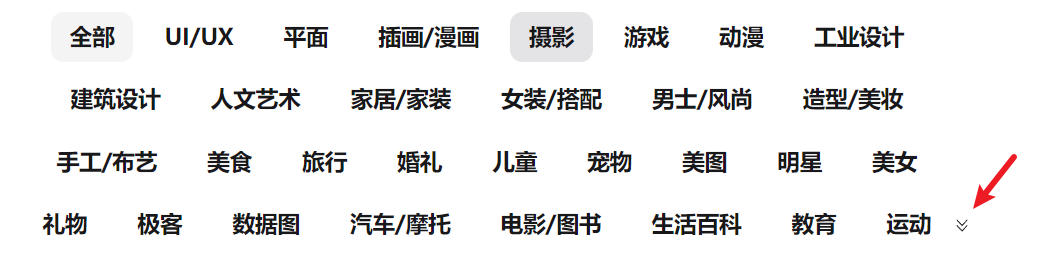 全部 UI/UX 平面 插画/漫画 摄影 游戏 动漫 工业设计
建筑设计 人文艺术 家居/家装 女装/搭配 男士/风尚 造型/美妆
手工/布艺 美食 旅行 婚礼 儿童 宠物 美图 明星 美女
礼物 极客 数据图 汽车/摩托 电影/图书 生活百科 教育 运动